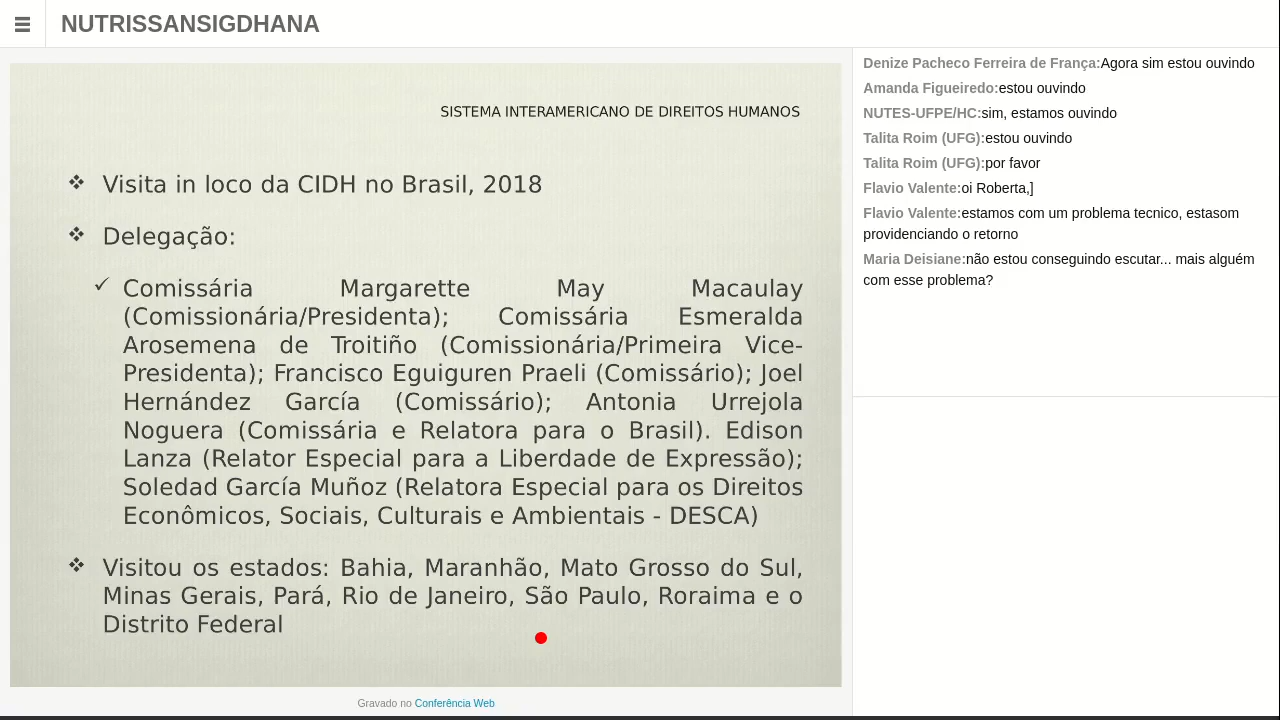 NUTRISSANSIGDHANA
SISTEMA INTERAMERICANO DE DIREITOS HUMANOS
❖ Visita in loco da CIDH no Brasil, 2018
❖ Delegação:
✓ Comissária Margarette May Macaulay
(Comissionária/Presidenta); Comissária Esmeralda
Arosemena de Troitiño (Comissionária/Primeira Vice-
Presidenta); Francisco Eguiguren Praeli (Comissário); Joel
Hernández García (Comissário); Antonia Urrejola
Noguera (Comissária e Relatora para o Brasil). Edison
Lanza (Relator Especial para a Liberdade de Expressão);
Soledad García Muñoz (Relatora Especial para os Direitos
Econômicos, Sociais, Culturais e Ambientais - DESCA)
❖ Visitou os estados: Bahia, Maranhão, Mato Grosso do Sul,
Minas Gerais, Pará, Rio de Janeiro, São Paulo, Roraima e o
Distrito Federal
Gravado no Conferência Web
Denize Pacheco Ferreira de França:Agora sim estou ouvindo
Amanda Figueiredo:estou ouvindo
NUTES-UFPE/HC:sim, estamos ouvindo
Talita Roim (UFG):estou ouvindo
Talita Roim (UFG):por favor
Flavio Valente:oi Roberta,]
Flavio Valente:estamos com um problema tecnico, estasom
providenciando o retorno
Maria Deisiane:não estou conseguindo escutar... mais alguém
com esse problema?